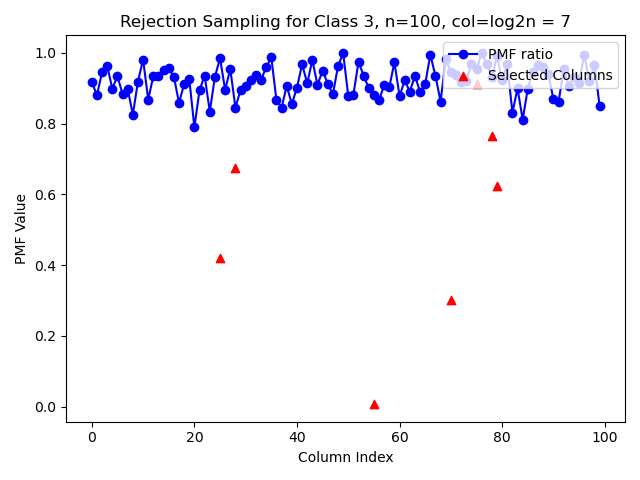 Rejection Sampling for Class 3, n=100, col=log2n = 7
PMF ratio
Selected Columns
1.0
0.8
0.6
0.4
0.2
0.0
PMF Value
0 20 40 60 80 100
Column Index